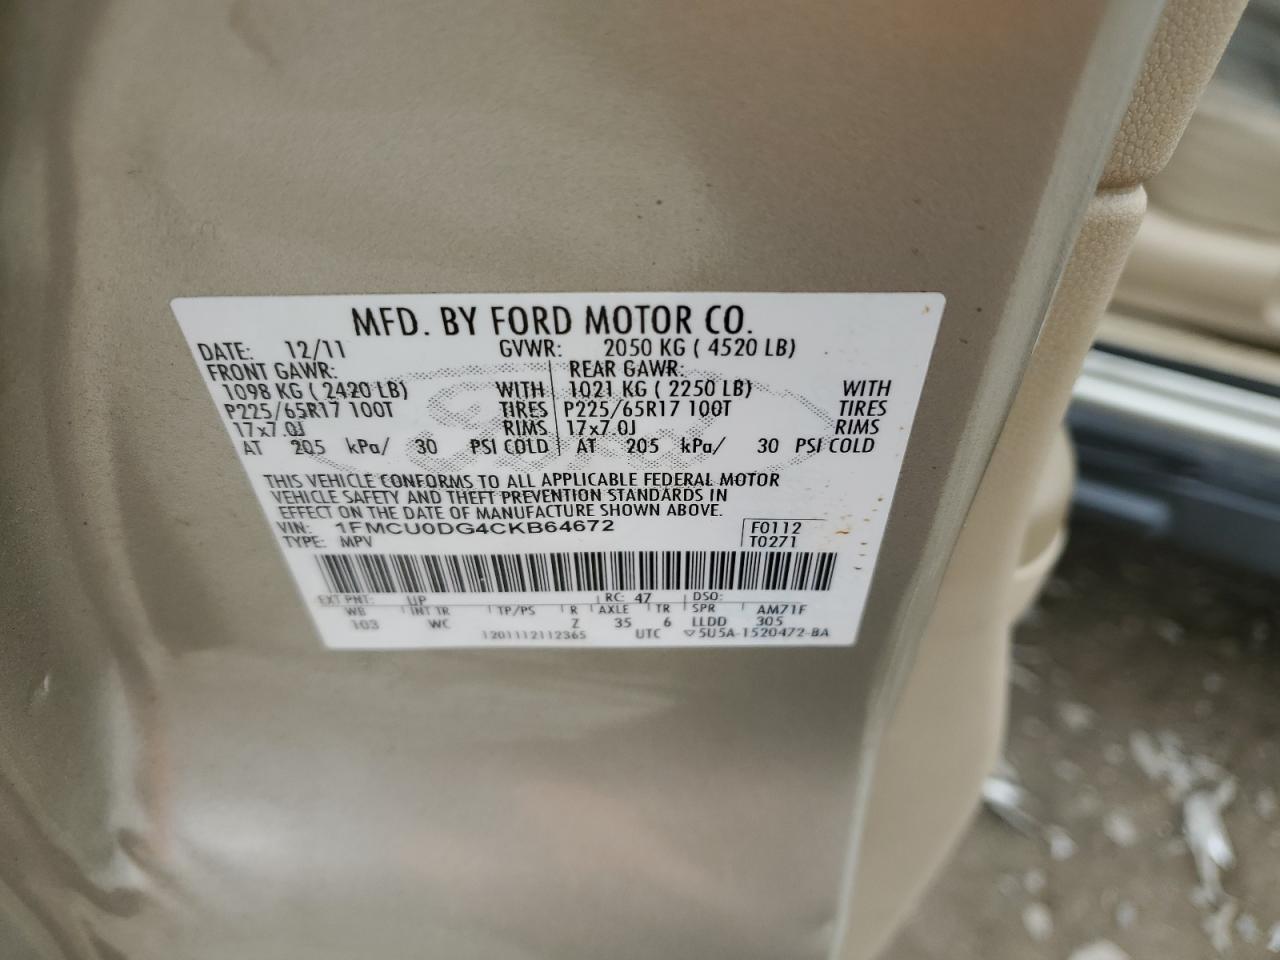 MFD. BY FORD MOTOR CO.
DATE: 12/11 GVWR: 2050 KG ( 4520 LB)
FRONT GAWR: REAR GAWR:
1098 KG ( 2420 LB) WITH 1021 KG ( 2250 LB) WITH
P225/65R17 100T TIRES P225/65R17 100T TIRES
17x7.0J RIMS 17x7.0J RIMS
AT 205 kPa/ 30 PSI COLD AT 205 kPa/ 30 PSI COLD
THIS VEHICLE CONFORMS TO ALL APPLICABLE FEDERAL MOTOR
VEHICLE SAFETY AND THEFT PREVENTION STANDARDS IN
EFFECT ON THE DATE OF MANUFACTURE SHOWN ABOVE.
VIN: 1FMCU0DG4CKB64672 F0112
TYPE: MPV T0271
EXT PNT: UP RC: 47 DSO:
WB INT TR TP/PS R AXLE TR SPR AM71F
103 WC Z 35 6 LLDD 305
1201112112365 UTC ▽5U5A-1520472-BA